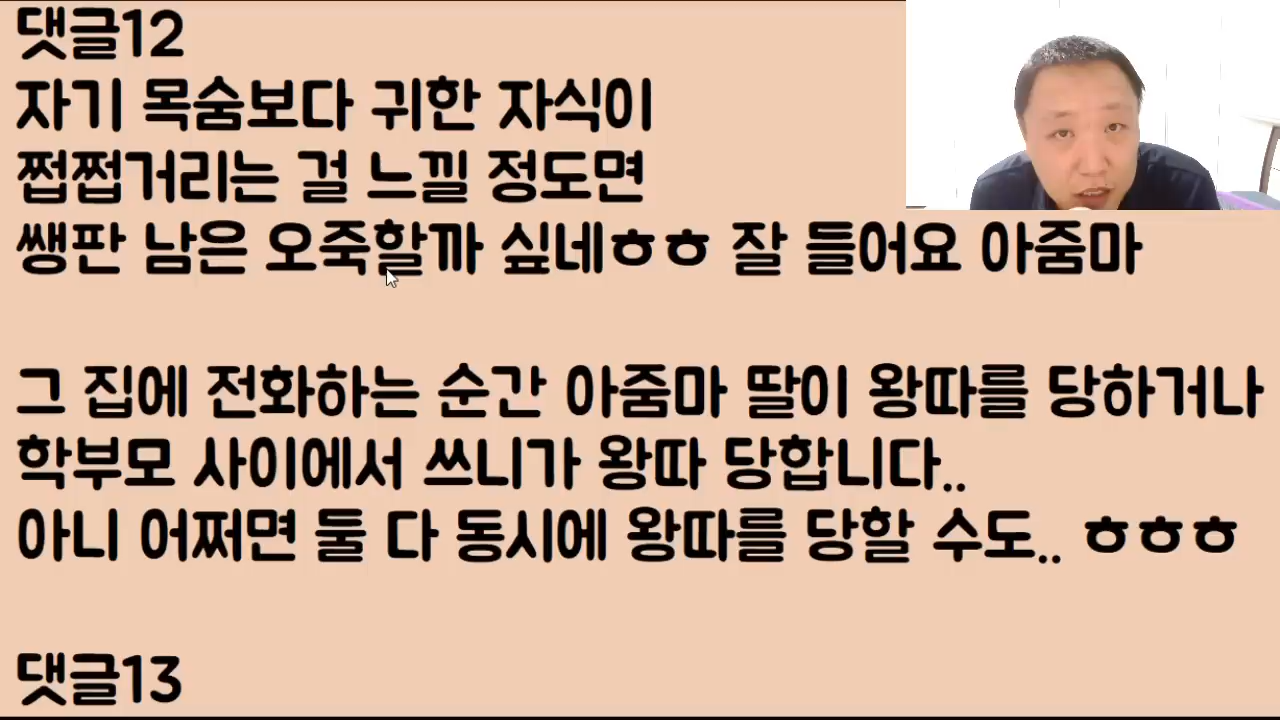 댓글12
자기 목숨보다 귀한 자식이
쩝쩝거리는 걸 느낄 정도면
쌩판 남은 오죽할까 싶네ㅎㅎ 잘 들어요 아줌마
그 집에 전화하는 순간 아줌마 딸이 왕따를 당하거나
학부모 사이에서 쓰니가 왕따 당합니다..
아니 어쩌면 둘 다 동시에 왕따를 당할 수도.. ㅎㅎㅎ
댓글13